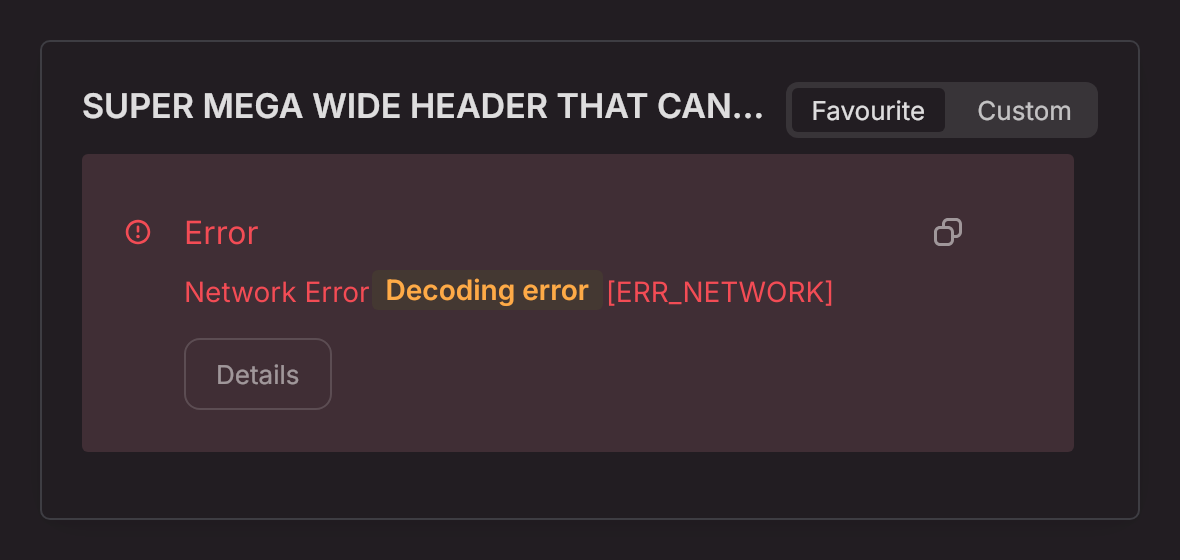 SUPER MEGA WIDE HEADER THAT CAN... Favourite Custom
Error
Network Error Decoding error [ERR_NETWORK]
Details